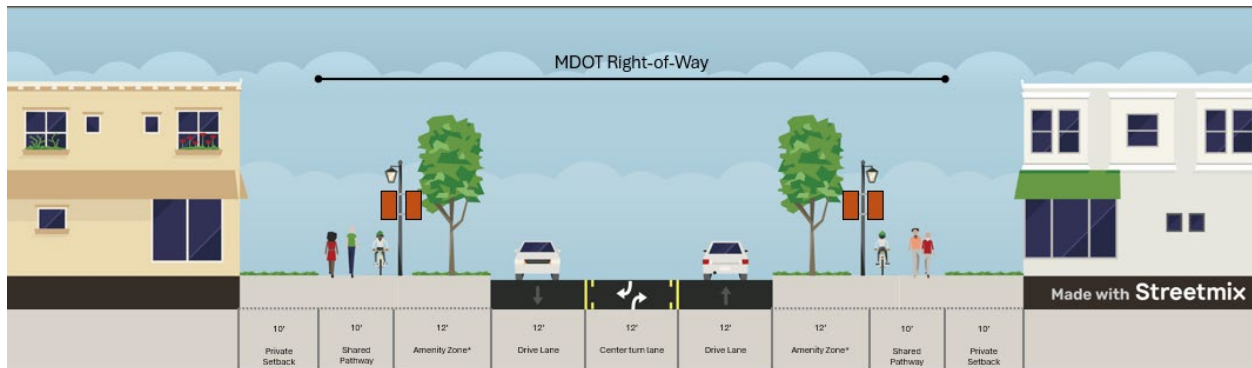 MDOT Right-of-Way
Made with Streetmix
10' 10' 12' 12' 12' 12' 12' 10' 10'
Private Shared Amenity Zone* Drive Lane Center turn lane Drive Lane Amenity Zone* Shared Private
Setback Pathway Pathway Setback